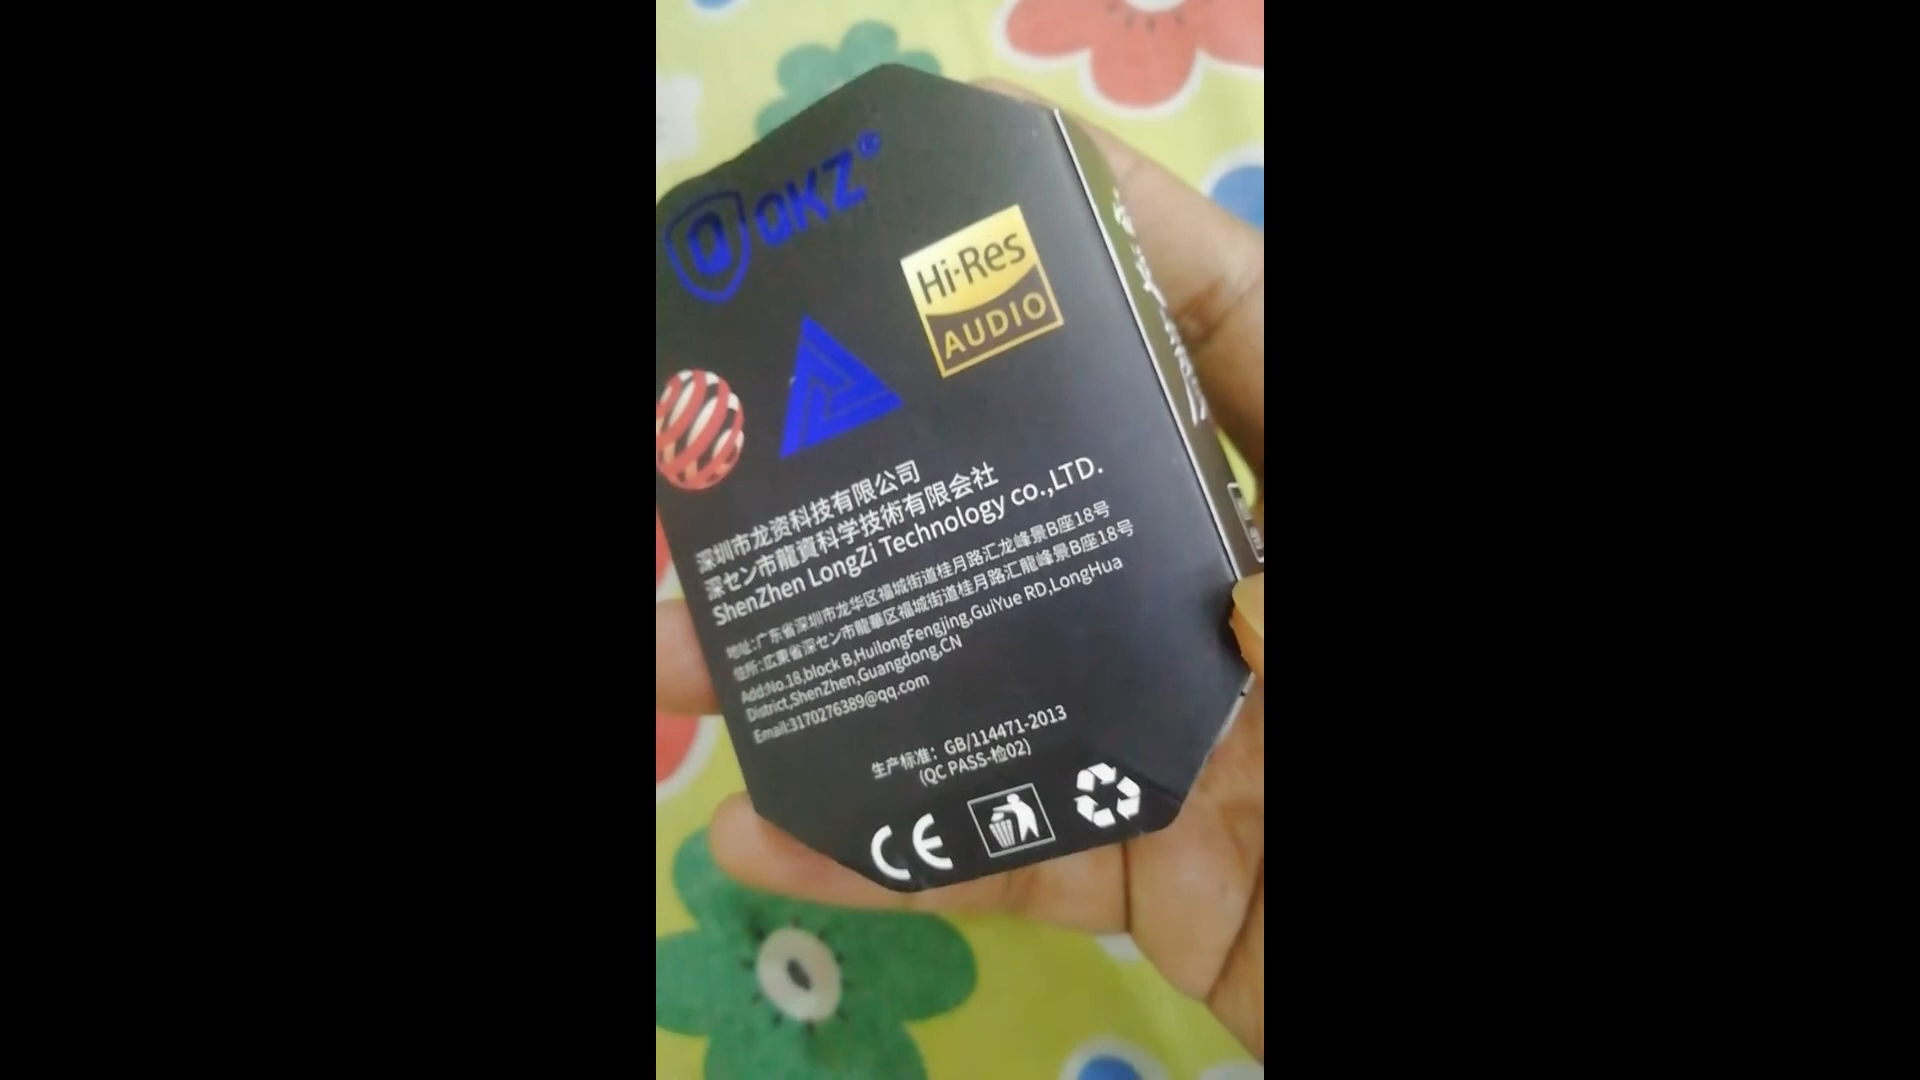 Q QKZ®
Hi-Res
AUDIO
深圳市龙资科技有限公司
深セン市龍資科学技術有限会社
ShenZhen LongZi Technology co.,LTD.
地址:广东省深圳市龙华区福城街道桂月路汇龙峰景B座18号
住所:広東省深セン市龍華区福城街道桂月路汇龍峰景B座18号
Add:No.18,block B,HuilongFengjing,GuiYue RD,LongHua
District,ShenZhen,Guangdong,CN
Email:3170276389@qq.com
生产标准：GB/114471-2013
(QC PASS-检02)
CE